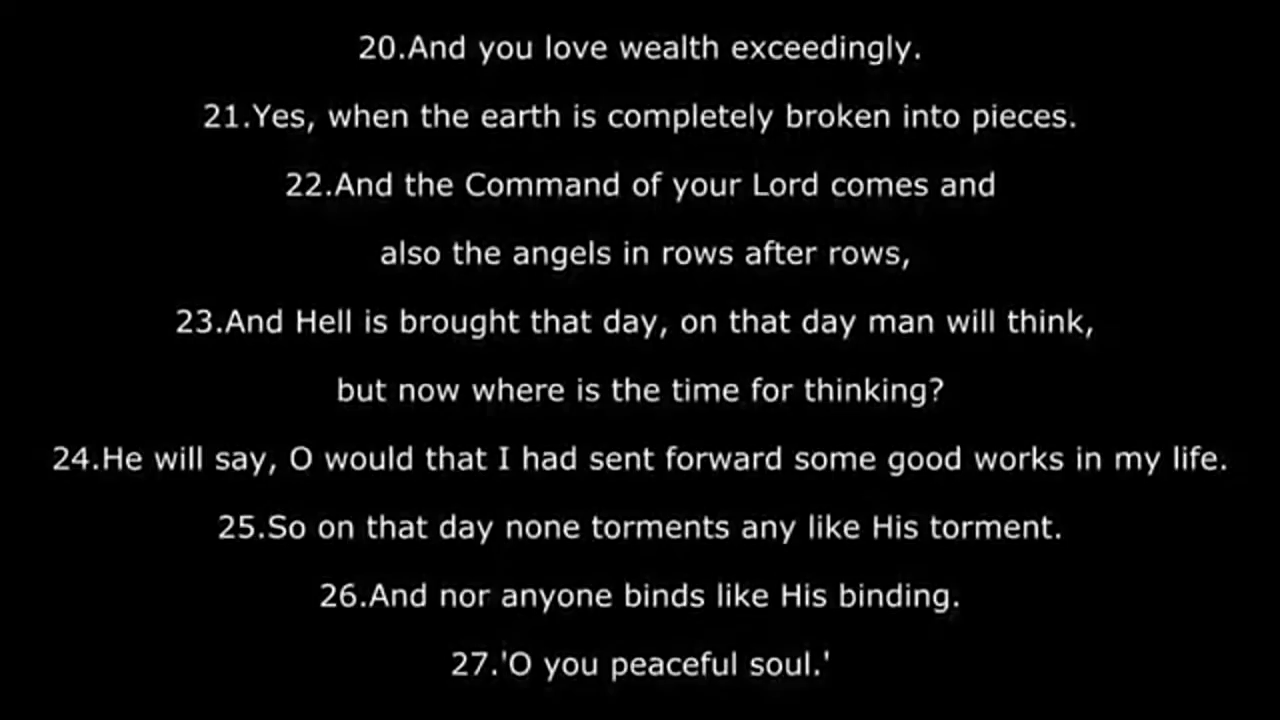 20.And you love wealth exceedingly.
21.Yes, when the earth is completely broken into pieces.
22.And the Command of your Lord comes and
also the angels in rows after rows,
23.And Hell is brought that day, on that day man will think,
but now where is the time for thinking?
24.He will say, O would that I had sent forward some good works in my life.
25.So on that day none torments any like His torment.
26.And nor anyone binds like His binding.
27.'O you peaceful soul.'